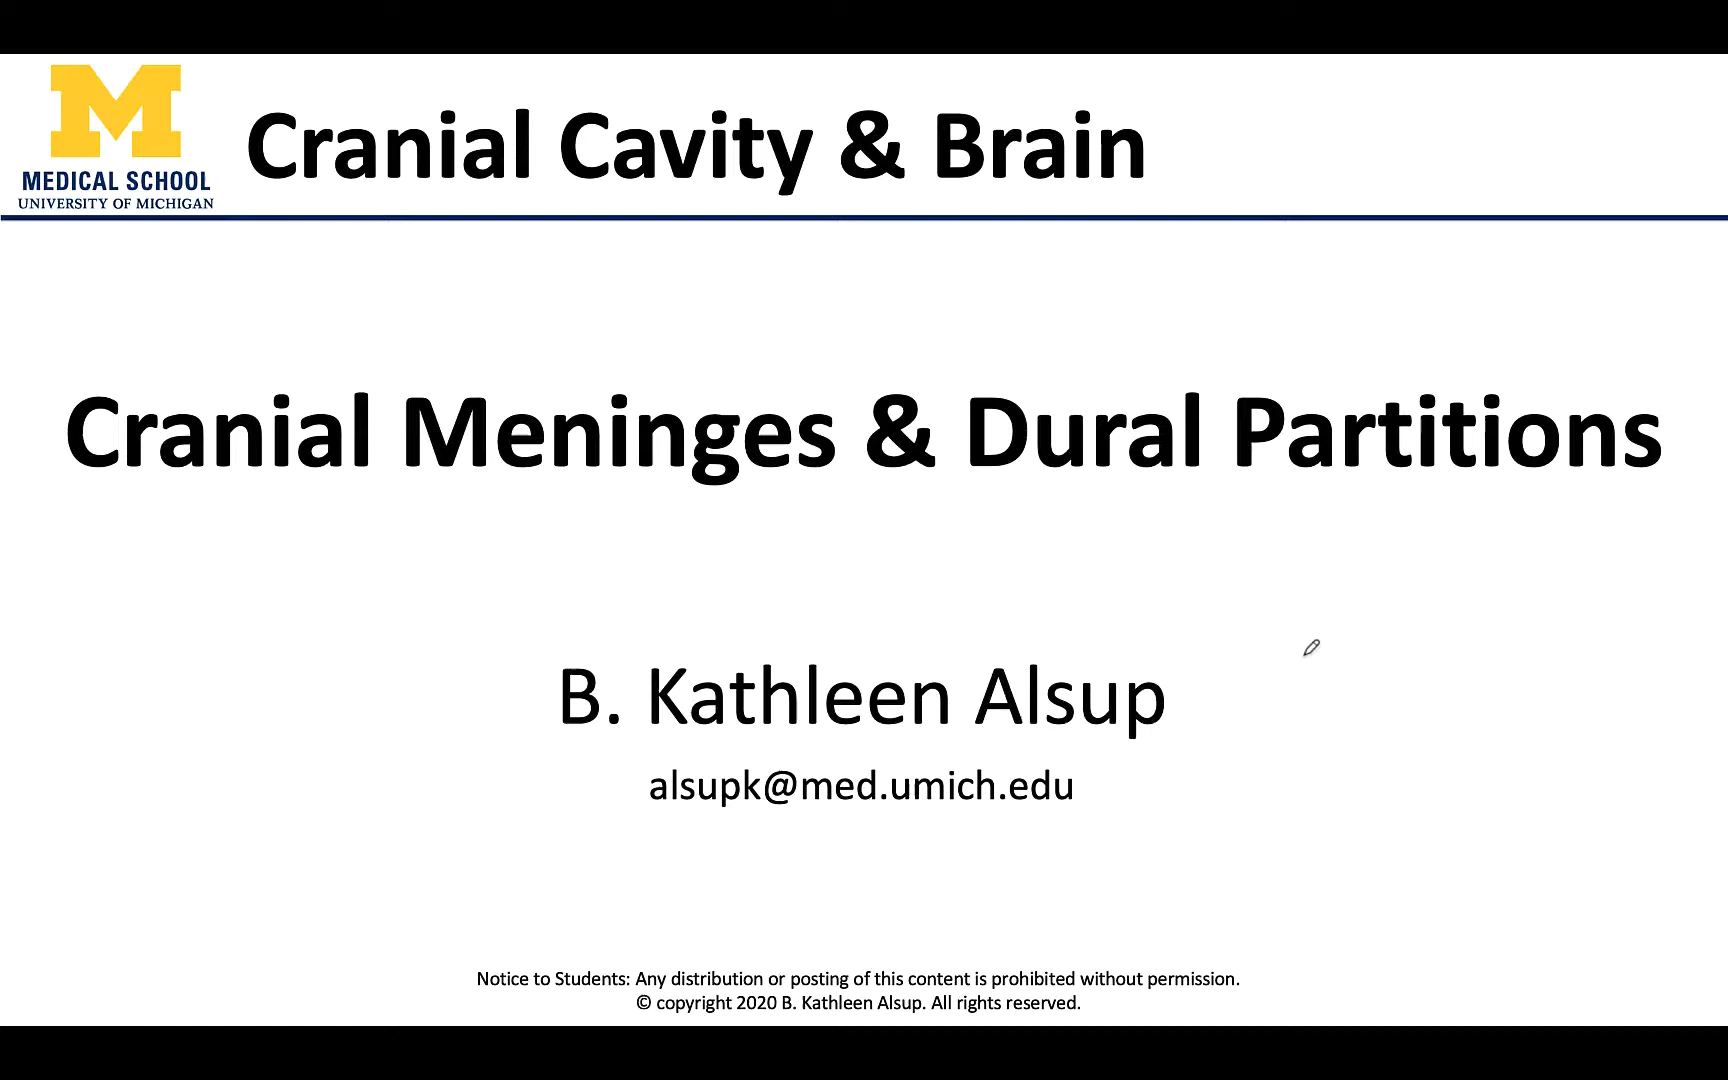 M
MEDICAL SCHOOL
UNIVERSITY OF MICHIGAN
Cranial Cavity & Brain
Cranial Meninges & Dural Partitions
B. Kathleen Alsup
alsupk@med.umich.edu
Notice to Students: Any distribution or posting of this content is prohibited without permission.
© copyright 2020 B. Kathleen Alsup. All rights reserved.